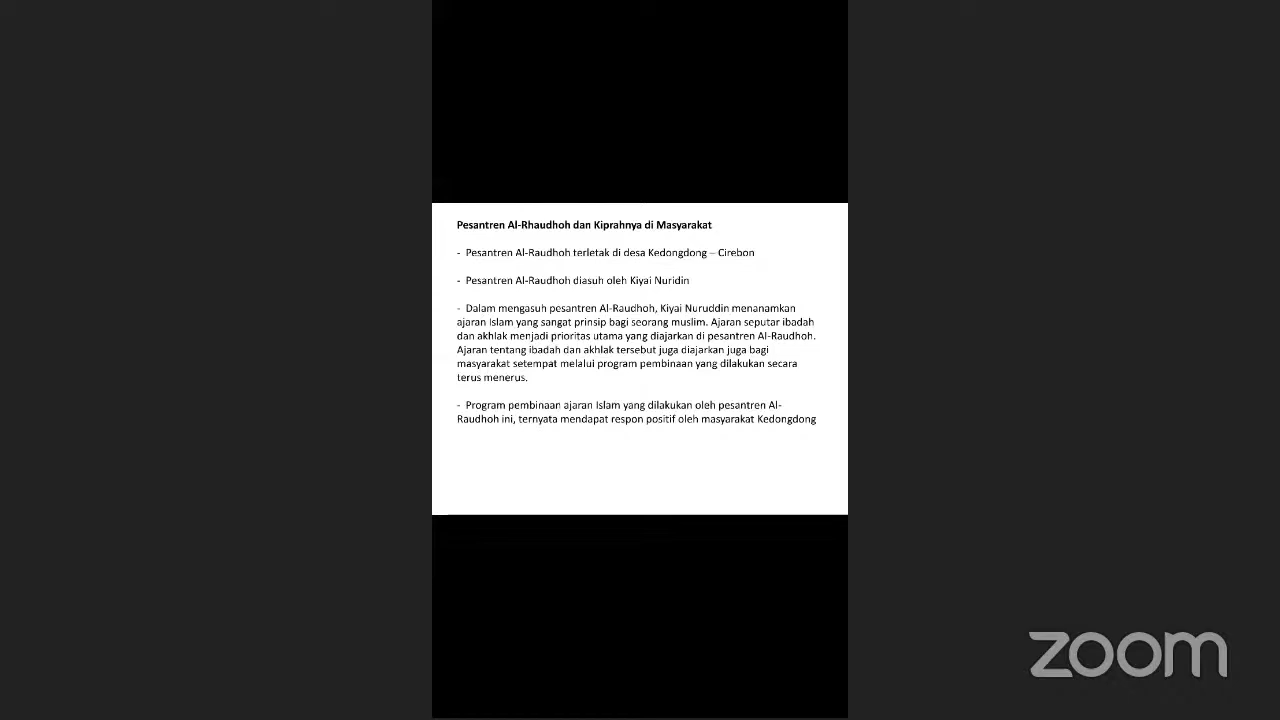 Pesantren Al-Rhaudhoh dan Kiprahnya di Masyarakat
- Pesantren Al-Raudhoh terletak di desa Kedongdong – Cirebon
- Pesantren Al-Raudhoh diasuh oleh Kiyai Nuridin
- Dalam mengasuh pesantren Al-Raudhoh, Kiyai Nuruddin menanamkan
ajaran Islam yang sangat prinsip bagi seorang muslim. Ajaran seputar ibadah
dan akhlak menjadi prioritas utama yang diajarkan di pesantren Al-Raudhoh.
Ajaran tentang ibadah dan akhlak tersebut juga diajarkan juga bagi
masyarakat setempat melalui program pembinaan yang dilakukan secara
terus menerus.
- Program pembinaan ajaran Islam yang dilakukan oleh pesantren Al-
Raudhoh ini, ternyata mendapat respon positif oleh masyarakat Kedongdong
zoom